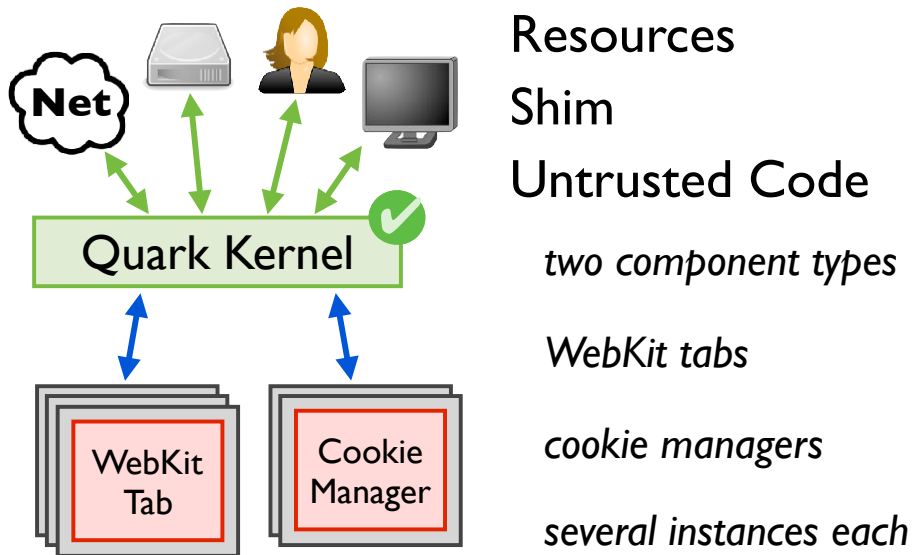 Net
Quark Kernel
WebKit
Tab
Cookie
Manager
Resources
Shim
Untrusted Code
two component types
WebKit tabs
cookie managers
several instances each